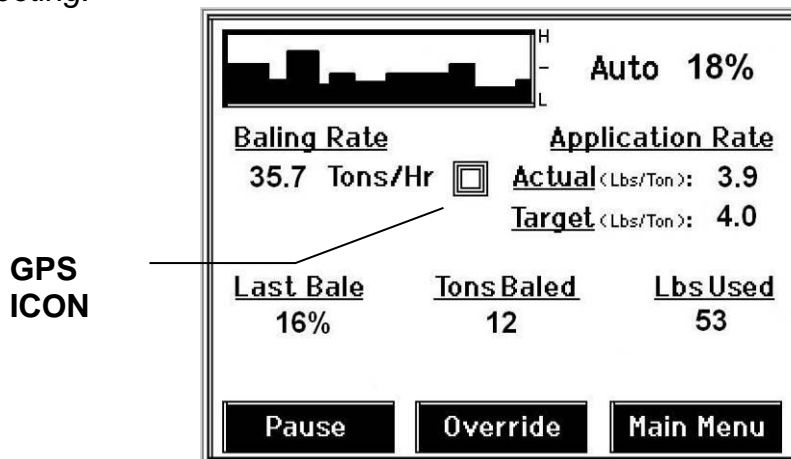 H
– Auto 18%
L
Baling Rate Application Rate
35.7 Tons/Hr Actual (Lbs/Ton): 3.9
Target (Lbs/Ton): 4.0
GPS
ICON
Last Bale Tons Baled Lbs Used
16% 12 53
Pause Override Main Menu